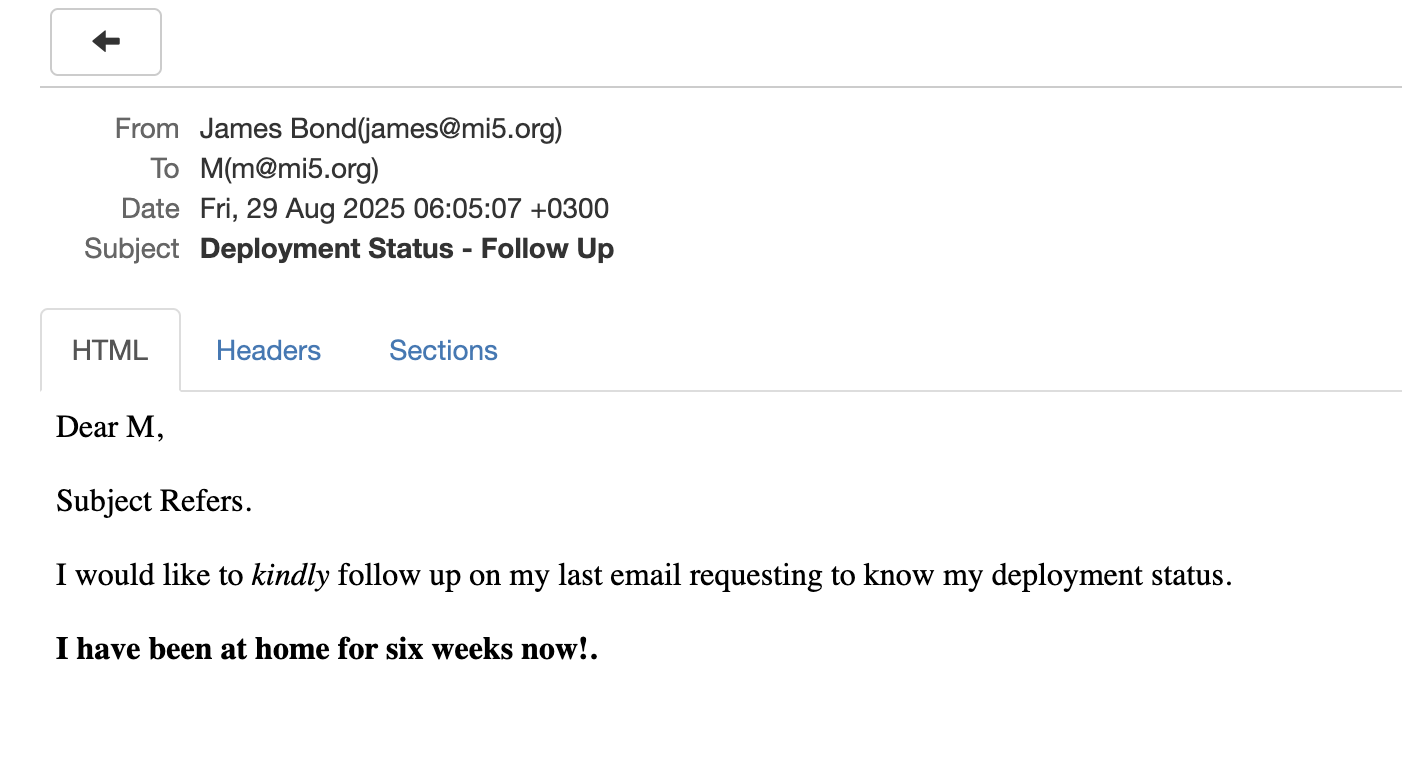 From James Bond(james@mi5.org)
To M(m@mi5.org)
Date Fri, 29 Aug 2025 06:05:07 +0300
Subject Deployment Status - Follow Up
HTML Headers Sections
Dear M,
Subject Refers.
I would like to kindly follow up on my last email requesting to know my deployment status.
I have been at home for six weeks now!.